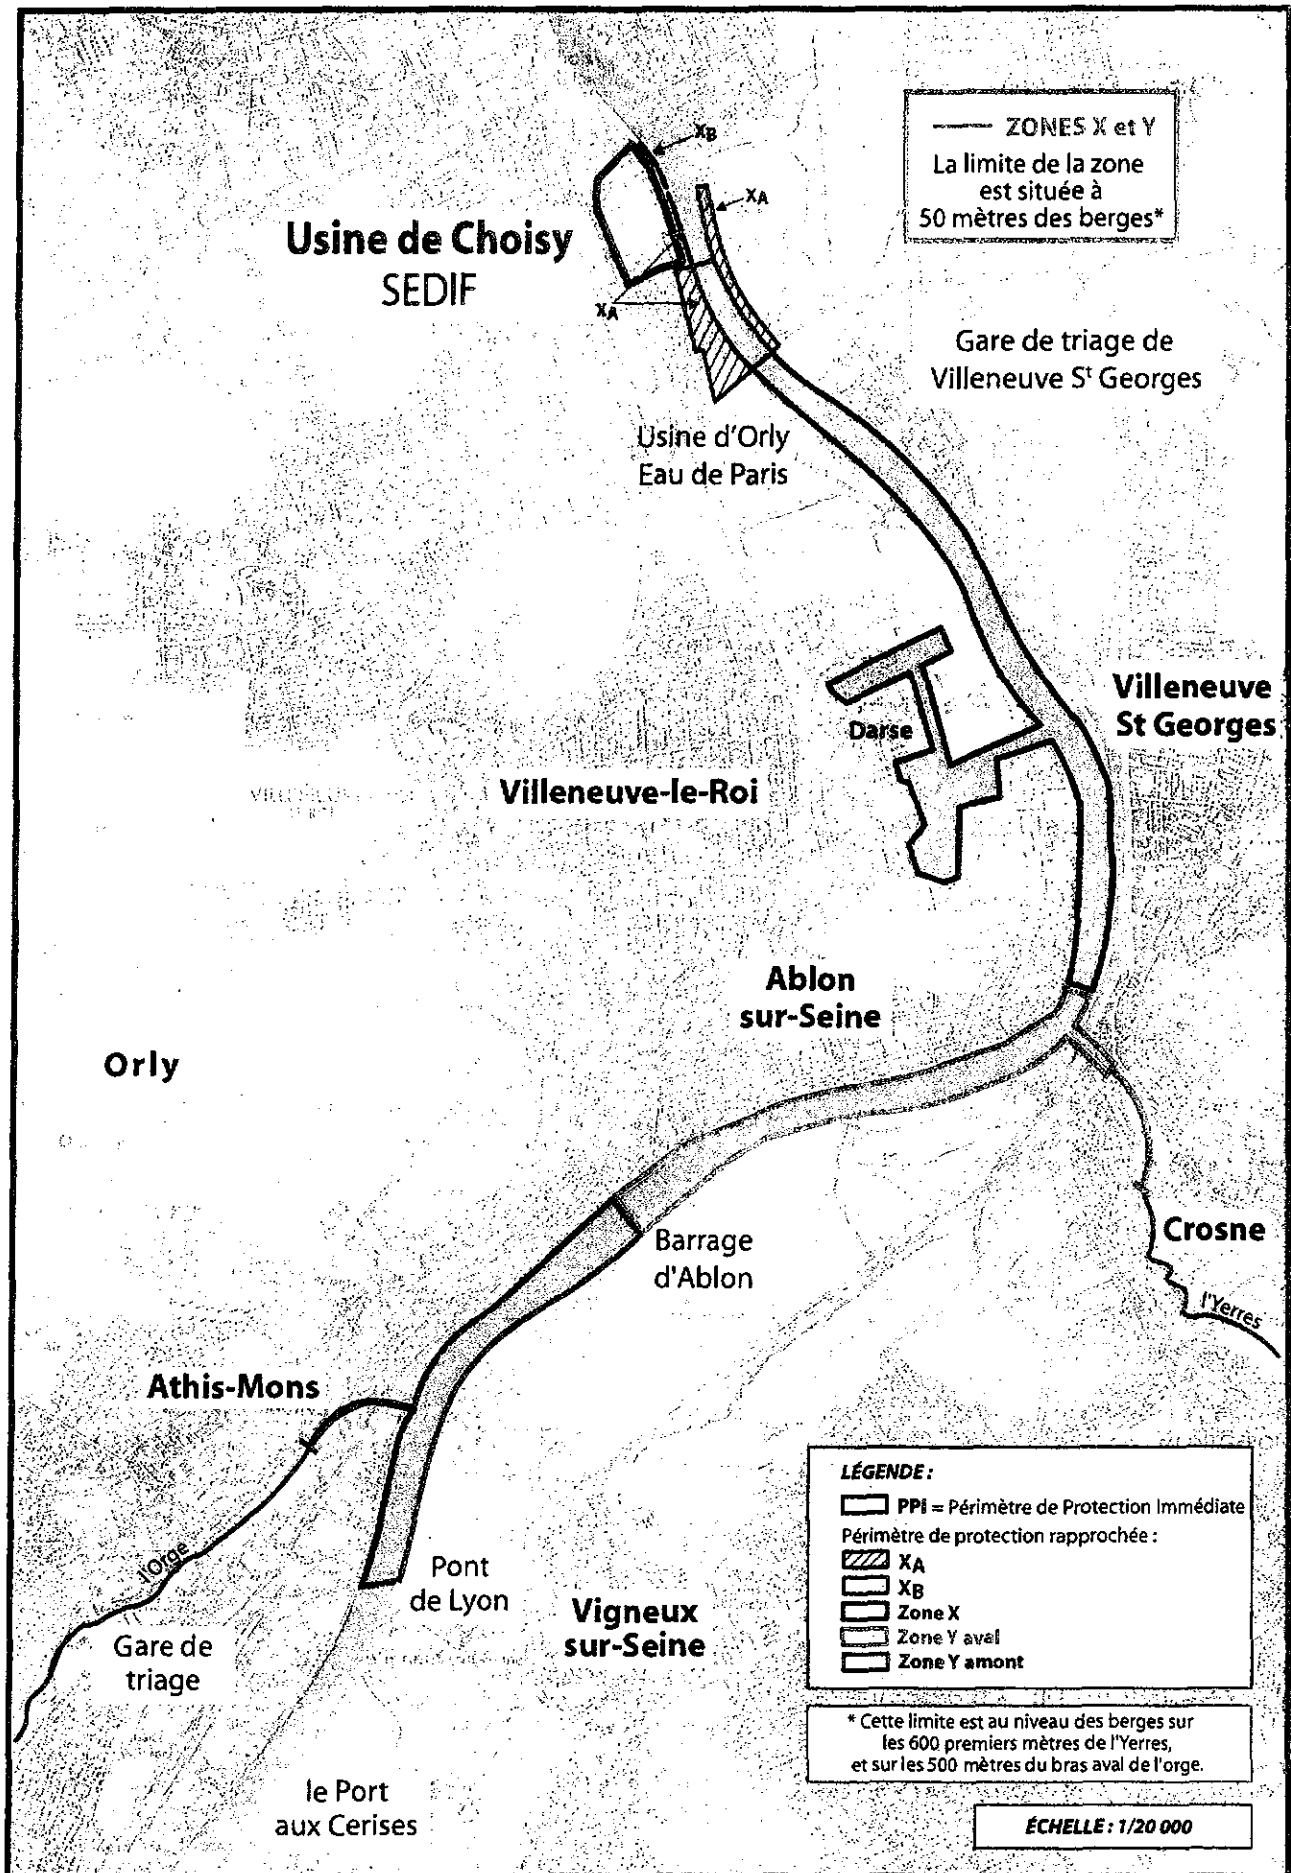 XB
ZONES X et Y
La limite de la zone
est située à
50 mètres des berges*
XA
Usine de Choisy
SEDIF
XA
Gare de triage de
Villeneuve St Georges
Usine d'Orly
Eau de Paris
Villeneuve
St Georges
Darse
Villeneuve-le-Roi
Ablon
sur-Seine
Orly
Barrage
d'Ablon
Crosne
l'Yerres
Athis-Mons
l'Orge
Pont
de Lyon
Vigneux
sur-Seine
Gare de
triage
le Port
aux Cerises
LÉGENDE :
PPI = Périmètre de Protection Immédiate
Périmètre de protection rapprochée :
XA
XB
Zone X
Zone Y aval
Zone Y amont
* Cette limite est au niveau des berges sur
les 600 premiers mètres de l'Yerres,
et sur les 500 mètres du bras aval de l'orge.
ÉCHELLE : 1/20 000